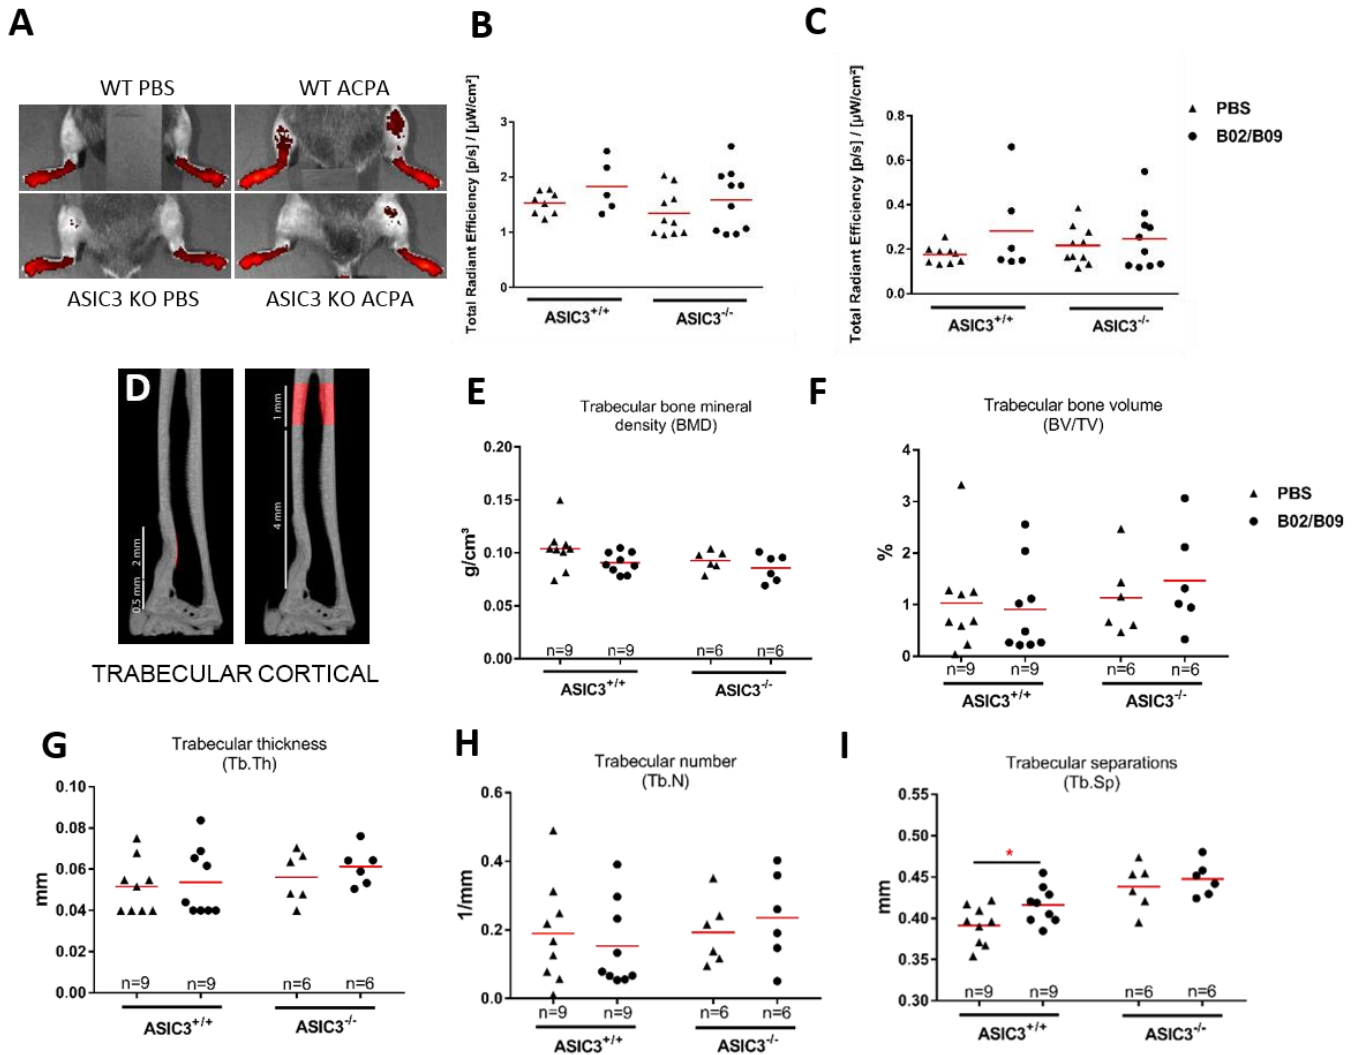 A
WT PBS
WT ACPA
ASIC3 KO PBS
ASIC3 KO ACPA
B
Total Radiant Efficiency [p/s] / [µW/cm²]
3
2
1
0
ASIC3+/+
ASIC3-/-
C
Total Radiant Efficiency [p/s] / [µW/cm²]
0.8
0.6
0.4
0.2
0.0
ASIC3+/+
ASIC3-/-
PBS
B02/B09
D
2 mm
0.5 mm
1 mm
4 mm
TRABECULAR CORTICAL
E
Trabecular bone mineral
density (BMD)
g/cm³
0.20
0.15
0.10
0.05
0.00
n=9
n=9
n=6
n=6
ASIC3+/+
ASIC3-/-
F
Trabecular bone volume
(BV/TV)
%
4
3
2
1
0
n=9
n=9
n=6
n=6
ASIC3+/+
ASIC3-/-
PBS
B02/B09
G
Trabecular thickness
(Tb.Th)
mm
0.10
0.08
0.06
0.04
0.02
0.00
n=9
n=9
n=6
n=6
ASIC3+/+
ASIC3-/-
H
Trabecular number
(Tb.N)
1/mm
0.6
0.4
0.2
0.0
n=9
n=9
n=6
n=6
ASIC3+/+
ASIC3-/-
I
Trabecular separations
(Tb.Sp)
mm
0.55
0.50
0.45
0.40
0.35
0.30
*
n=9
n=9
n=6
n=6
ASIC3+/+
ASIC3-/-